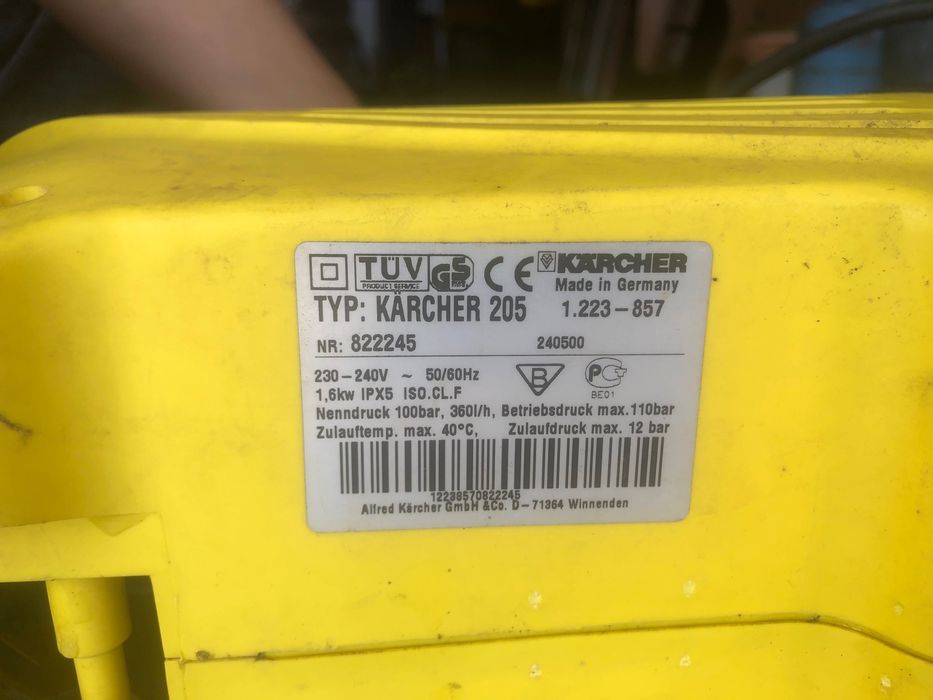 TÜV GS CE KÄRCHER
PRODUCT SERVICE Made in Germany
TYP: KÄRCHER 205 1.223-857
NR: 822245 240500
230-240V ~ 50/60Hz B PG
1,6kw IPX5 ISO.CL.F BE01
Nenndruck 100bar, 360l/h, Betriebsdruck max.110bar
Zulauftemp. max. 40°C, Zulaufdruck max. 12 bar
12238570822245
Alfred Kärcher GmbH &Co. D-71364 Winnenden